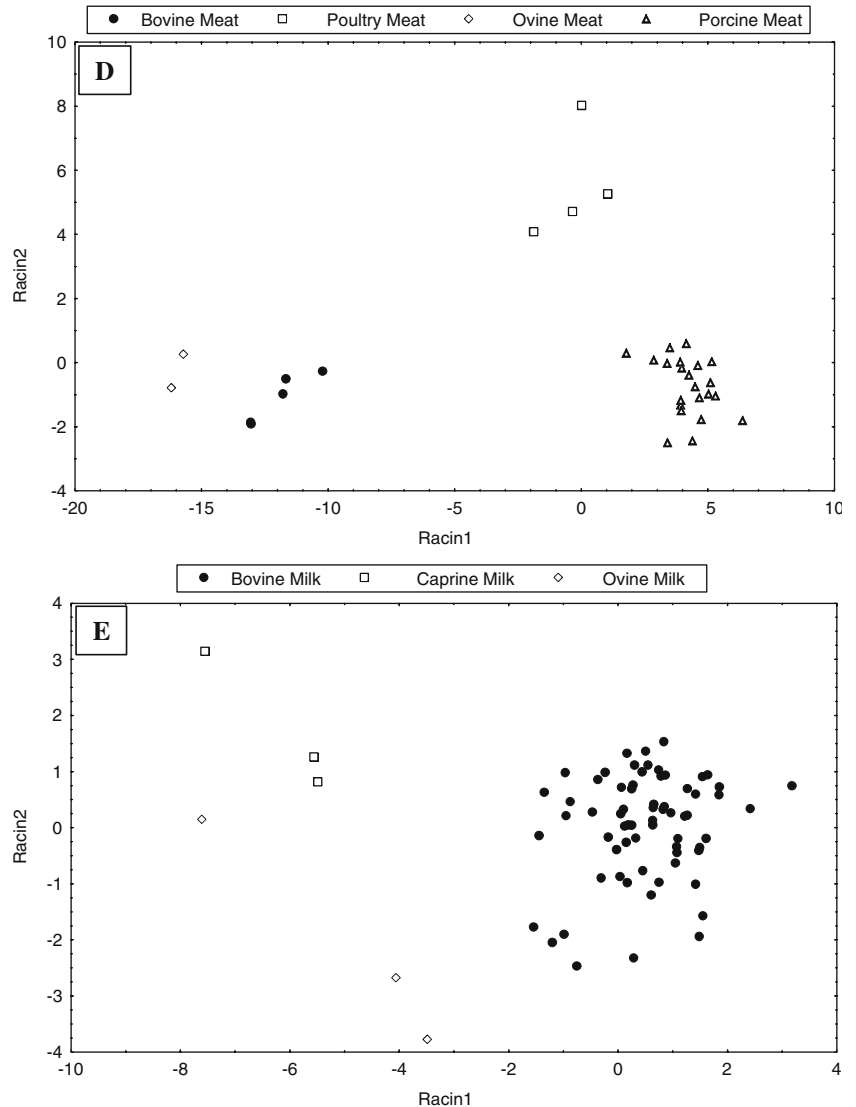 Bovine Meat Poultry Meat Ovine Meat Porcine Meat
D
10
8
6
4
2
0
-2
-4
Racin2
-20 -15 -10 -5 0 5 10
Racin1
Bovine Milk Caprine Milk Ovine Milk
E
4
3
2
1
0
-1
-2
-3
-4
Racin2
-10 -8 -6 -4 -2 0 2 4
Racin1